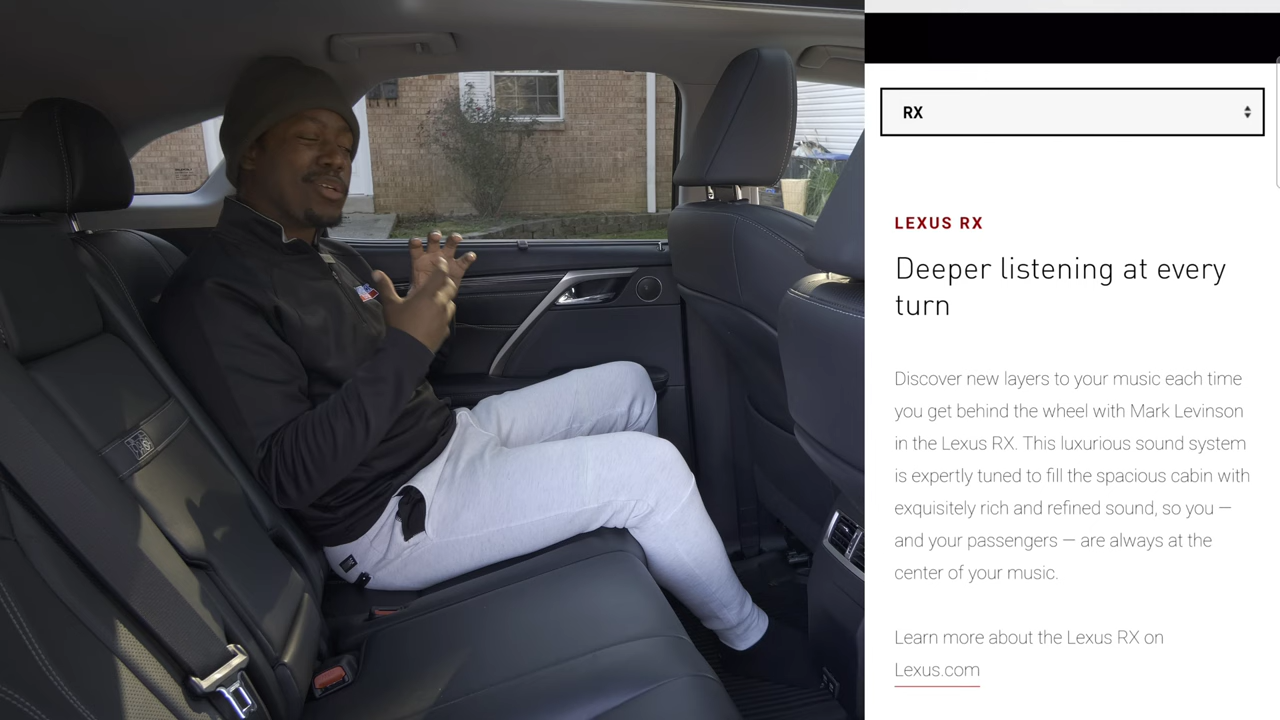 RX
LEXUS RX
Deeper listening at every
turn
Discover new layers to your music each time
you get behind the wheel with Mark Levinson
in the Lexus RX. This luxurious sound system
is expertly tuned to fill the spacious cabin with
exquisitely rich and refined sound, so you —
and your passengers — are always at the
center of your music.
Learn more about the Lexus RX on
Lexus.com